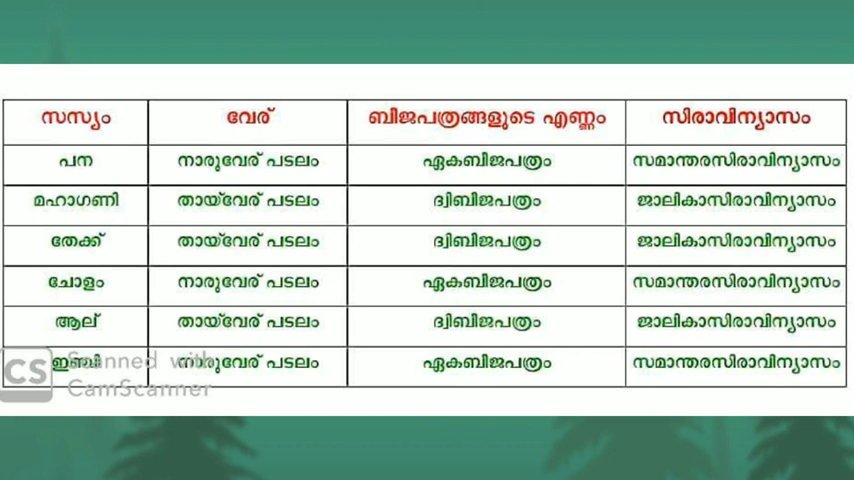 സസ്യം വേര് ബീജപത്രങ്ങളുടെ എണ്ണം സിരാവിന്യാസം
പന നാരുവേര് പടലം ഏകബീജപത്രം സമാന്തരസിരാവിന്യാസം
മഹാഗണി തായ്‌വേര് പടലം ദ്വിബീജപത്രം ജാലികാസിരാവിന്യാസം
തേക്ക് തായ്‌വേര് പടലം ദ്വിബീജപത്രം ജാലികാസിരാവിന്യാസം
ചോളം നാരുവേര് പടലം ഏകബീജപത്രം സമാന്തരസിരാവിന്യാസം
ആല് തായ്‌വേര് പടലം ദ്വിബീജപത്രം ജാലികാസിരാവിന്യാസം
ഇഞ്ചി നാരുവേര് പടലം ഏകബീജപത്രം സമാന്തരസിരാവിന്യാസം
CS Scanned with
CamScanner